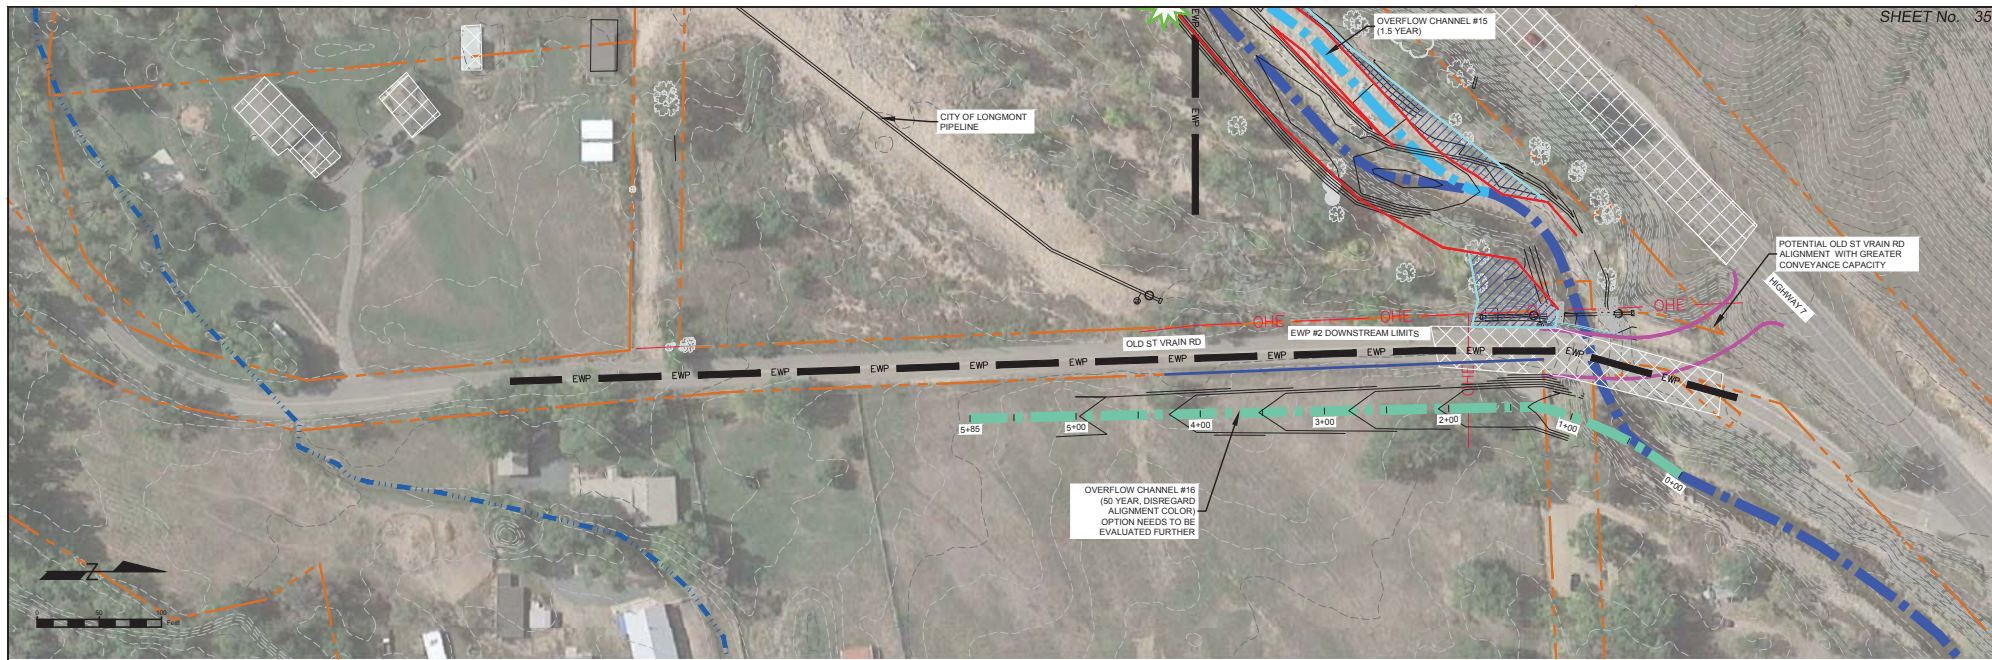 SHEET No. 35
OVERFLOW CHANNEL #15
(1.5 YEAR)
EWP
EWP
CITY OF LONGMONT
PIPELINE
POTENTIAL OLD ST VRAIN RD
ALIGNMENT WITH GREATER
CONVEYANCE CAPACITY
HIGHWAY 7
OHE
OHE
OHE
EWP #2 DOWNSTREAM LIMITS
OLD ST VRAIN RD
EWP
EWP
EWP
EWP
EWP
EWP
EWP
EWP
EWP
EWP
EWP
EWP
5+85
5+00
4+00
3+00
2+00
1+00
0+00
OVERFLOW CHANNEL #16
(50 YEAR, DISREGARD
ALIGNMENT COLOR)
OPTION NEEDS TO BE
EVALUATED FURTHER
Z
0 50 100
Feet